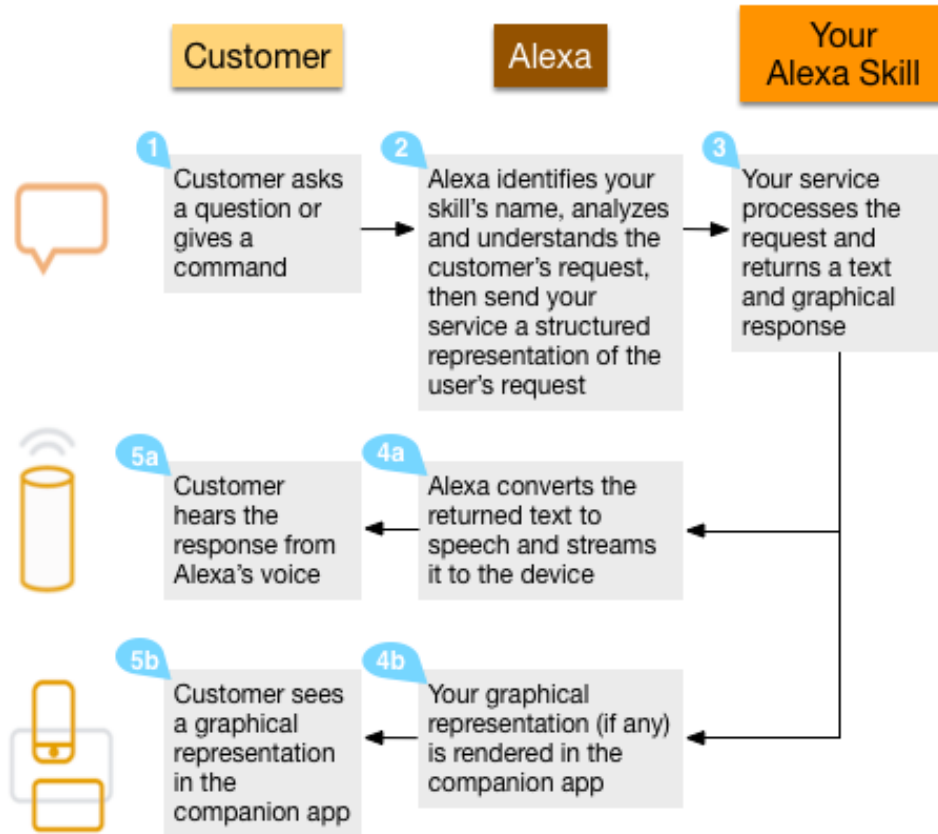 Customer
Alexa
Your
Alexa Skill
1
Customer asks
a question or
gives a
command
2
Alexa identifies your
skill's name, analyzes
and understands the
customer's request,
then send your
service a structured
representation of the
user's request
3
Your service
processes the
request and
returns a text
and graphical
response
5a
Customer
hears the
response from
Alexa's voice
4a
Alexa converts the
returned text to
speech and streams
it to the device
5b
Customer sees
a graphical
representation
in the
companion app
4b
Your graphical
representation (if any)
is rendered in the
companion app